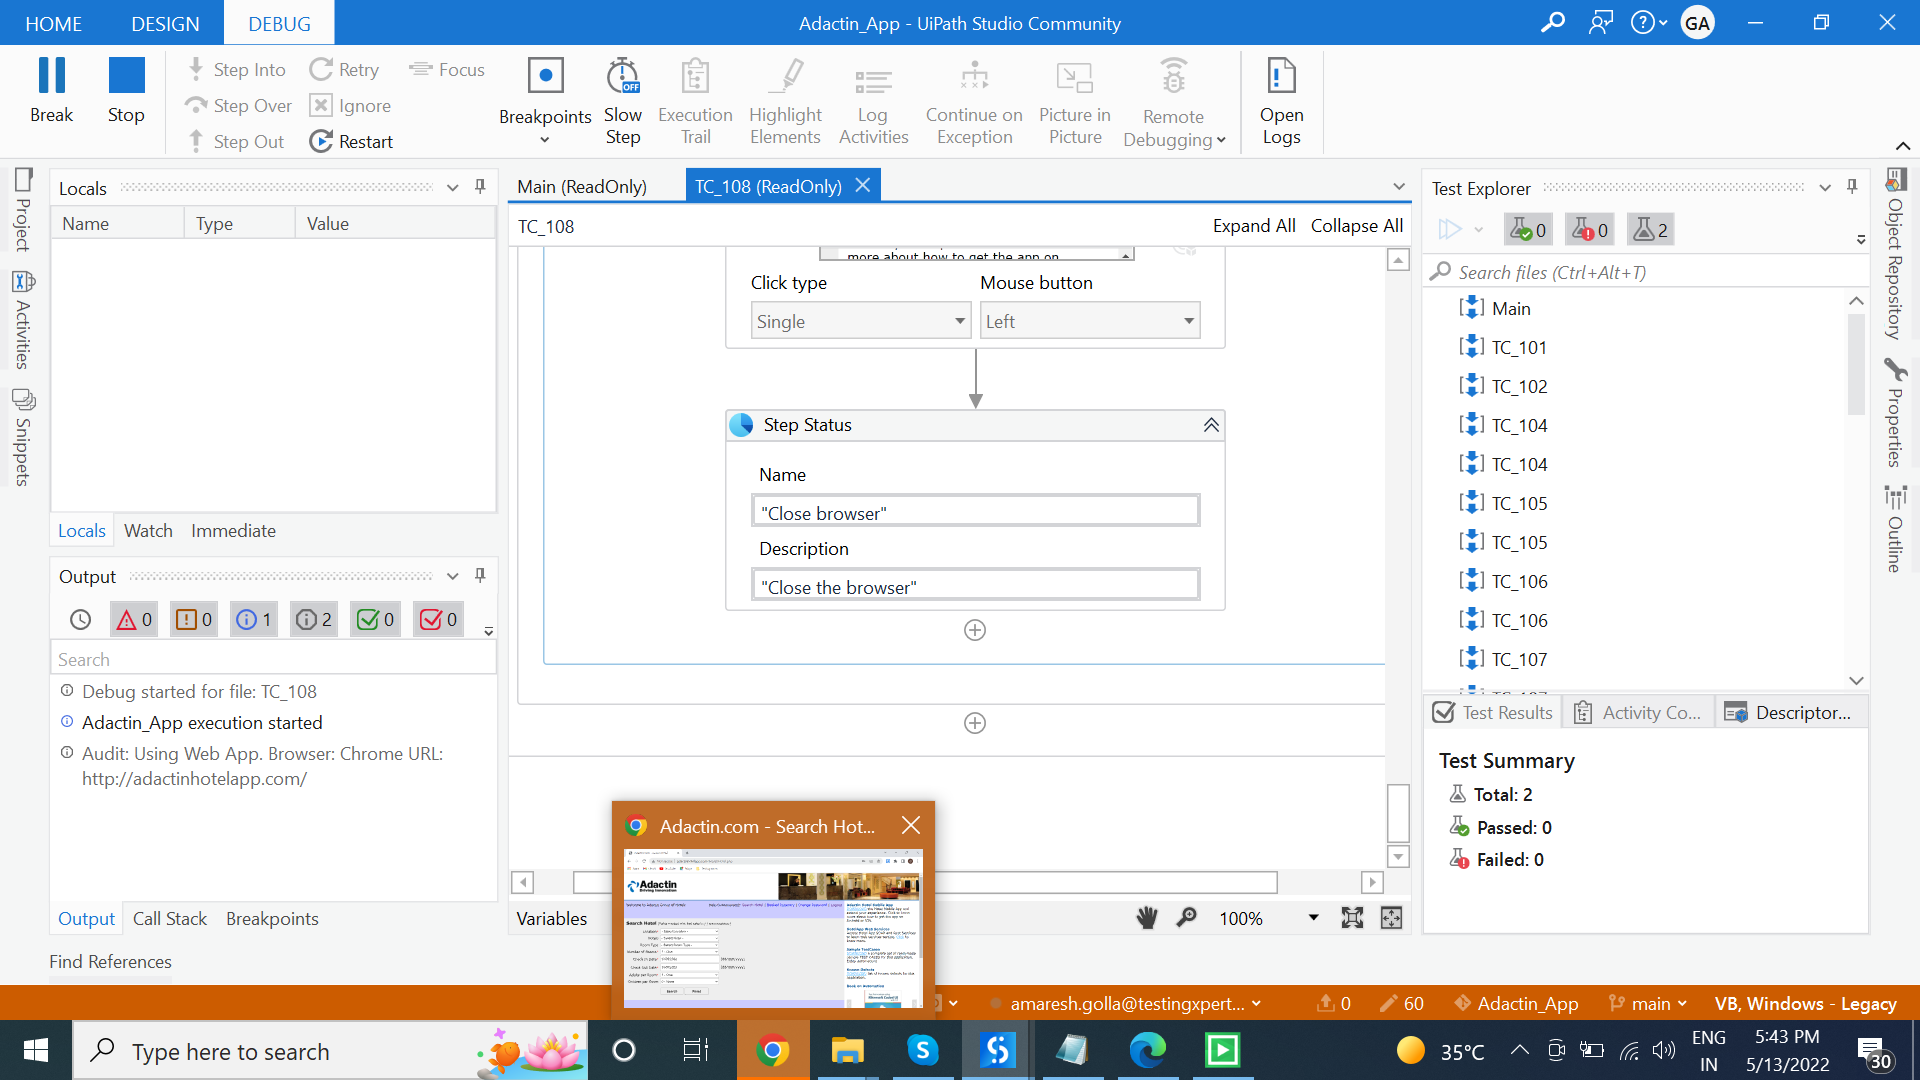 HOME
DESIGN
DEBUG
Adactin_App - UiPath Studio Community
GA
Break
Stop
Step Into
Step Over
Step Out
Retry
Ignore
Restart
Focus
Breakpoints
Slow
Step
Execution
Trail
Highlight
Elements
Log
Activities
Continue on
Exception
Picture in
Picture
Remote
Debugging
Open
Logs
Project
Activities
Snippets
Locals
Name
Type
Value
Locals
Watch
Immediate
Output
0
0
1
2
0
0
Search
Debug started for file: TC_108
Adactin_App execution started
Audit: Using Web App. Browser: Chrome URL:
http://adactinhotelapp.com/
Output
Call Stack
Breakpoints
Find References
Main (ReadOnly)
TC_108 (ReadOnly)
TC_108
Expand All
Collapse All
more about how to get the app on
Click type
Mouse button
Single
Left
Step Status
Name
"Close browser"
Description
"Close the browser"
Variables
100%
Adactin.com - Search Hot...
Adactin
Search Hotel
Test Explorer
0
0
2
Search files (Ctrl+Alt+T)
Main
TC_101
TC_102
TC_104
TC_104
TC_105
TC_105
TC_106
TC_106
TC_107
Test Results
Activity Co...
Descriptor...
Test Summary
Total: 2
Passed: 0
Failed: 0
Object Repository
Properties
Outline
amaresh.golla@testingxpert...
0
60
Adactin_App
main
VB, Windows - Legacy
Type here to search
35°C
ENG
IN
5:43 PM
5/13/2022
30